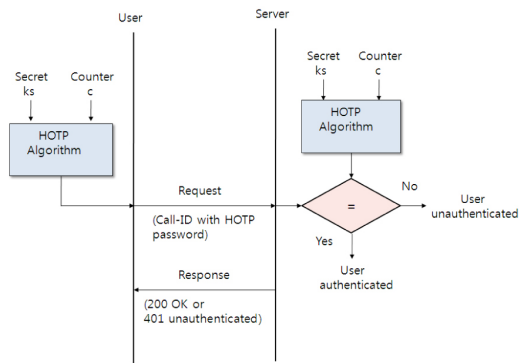 User
Server
Secret
ks
Counter
c
HOTP
Algorithm
Secret
ks
Counter
c
HOTP
Algorithm
Request
(Call-ID with HOTP
password)
=
No
User
unauthenticated
Yes
User
authenticated
Response
(200 OK or
401 unauthenticated)